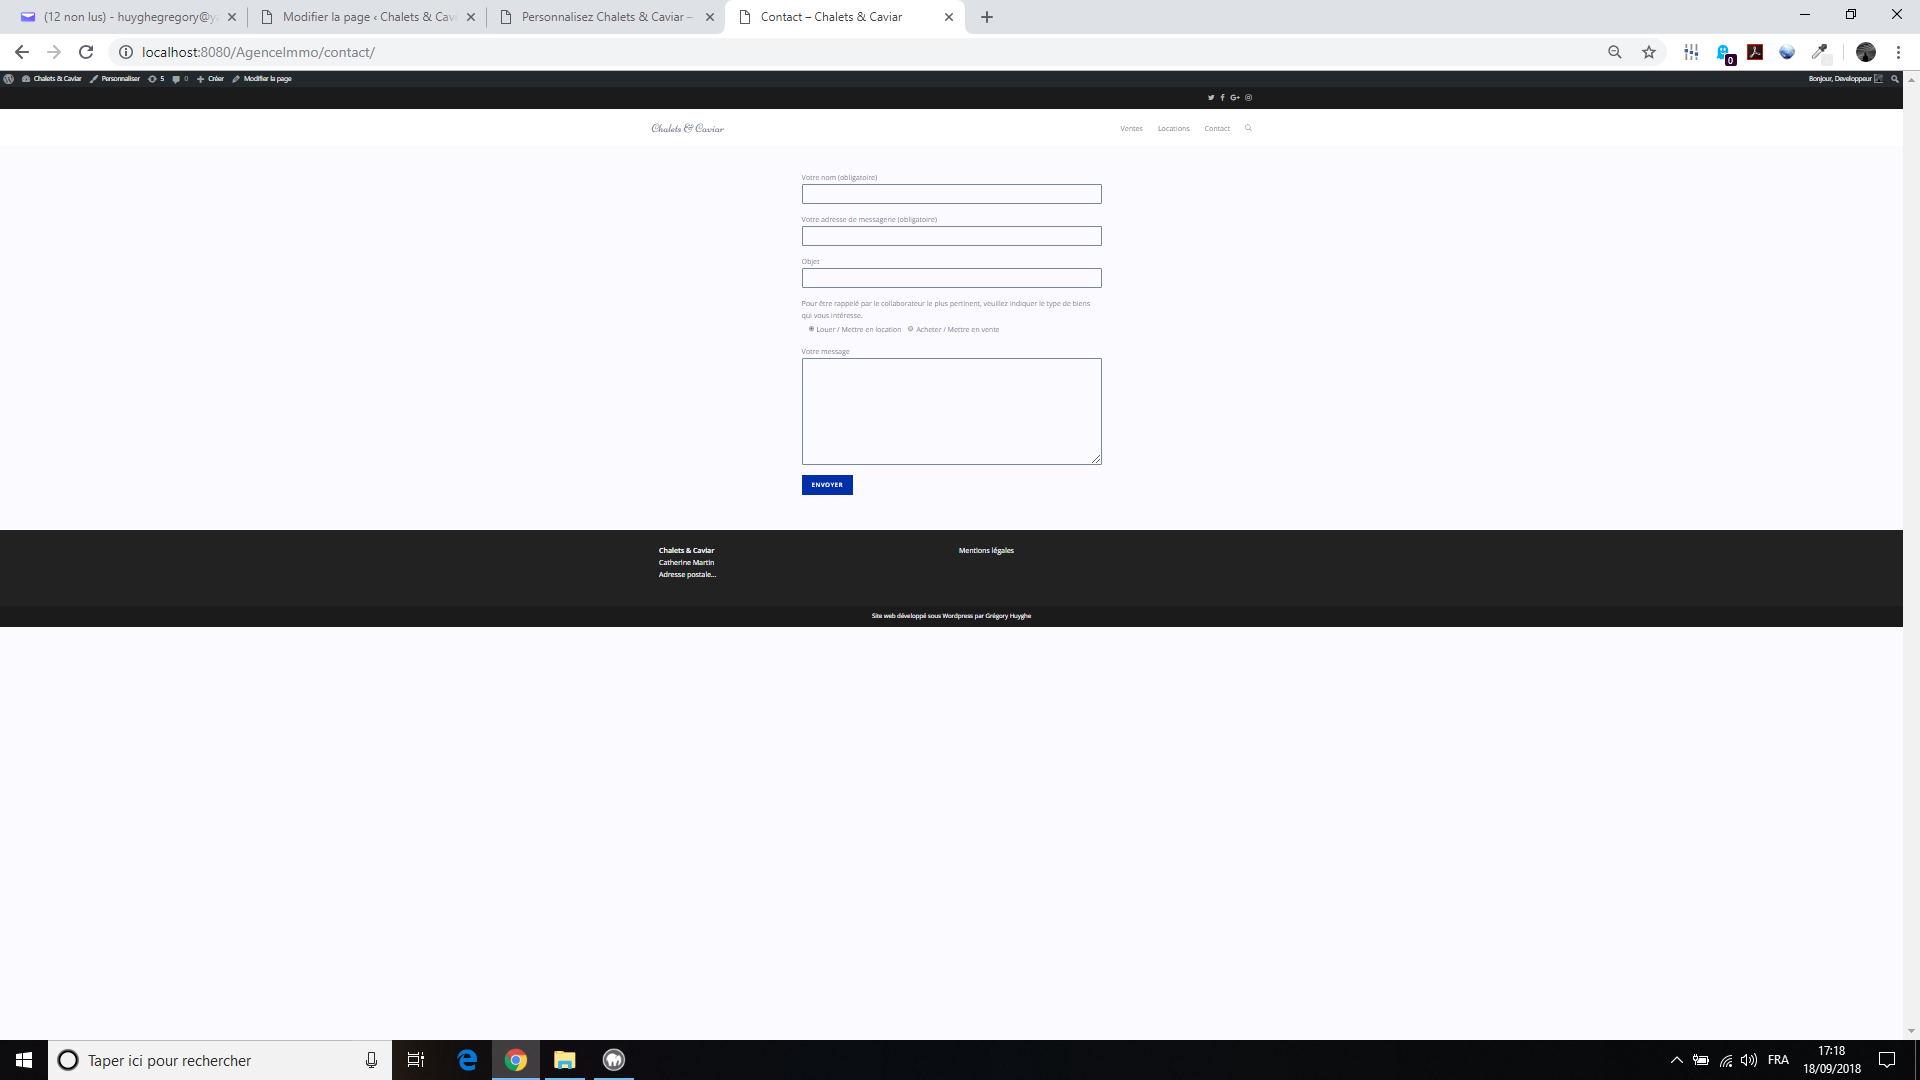 (12 non lus) - huyghegregory@y
Modifier la page ‹ Chalets & Cavi
Personnalisez Chalets & Caviar –
Contact – Chalets & Caviar
localhost:8080/AgenceImmo/contact/
0
Chalets & Caviar
Personnaliser
5
0
Créer
Modifier la page
Bonjour, Developpeur
Chalets & Caviar
Ventes
Locations
Contact
Votre nom (obligatoire)
Votre adresse de messagerie (obligatoire)
Objet
Pour être rappelé par le collaborateur le plus pertinent, veuillez indiquer le type de biens
qui vous intéresse.
Louer / Mettre en location
Acheter / Mettre en vente
Votre message
ENVOYER
Chalets & Caviar
Catherine Martin
Adresse postale...
Mentions légales
Site web développé sous Wordpress par Grégory Huyghe
Taper ici pour rechercher
FRA
17:18
18/09/2018